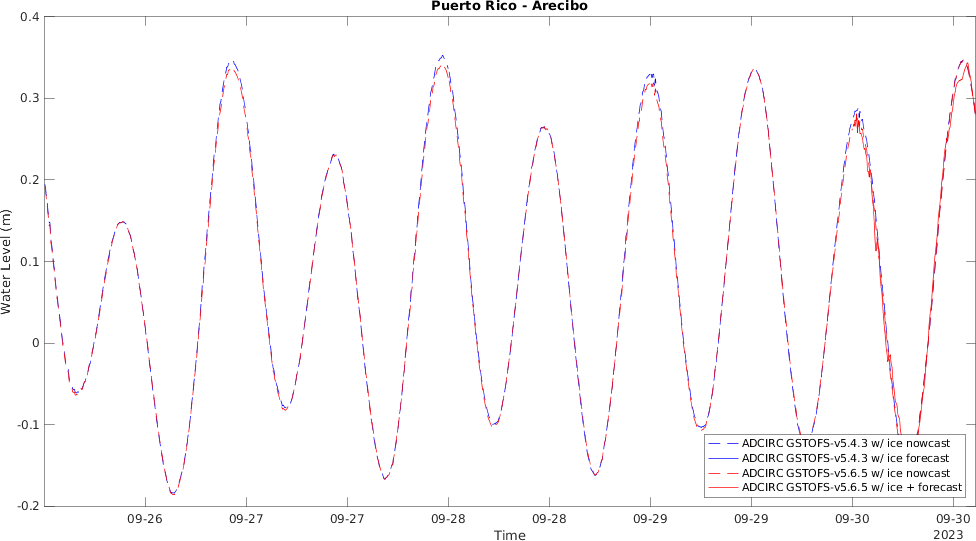 Puerto Rico - Arecibo
0.4
0.3
0.2
0.1
0
-0.1
-0.2
Water Level (m)
ADCIRC GSTOFS-v5.4.3 w/ ice nowcast
ADCIRC GSTOFS-v5.4.3 w/ ice forecast
ADCIRC GSTOFS-v5.6.5 w/ ice nowcast
ADCIRC GSTOFS-v5.6.5 w/ ice + forecast
09-26 09-27 09-27 09-28 09-28 09-29 09-29 09-30 09-30
Time
2023